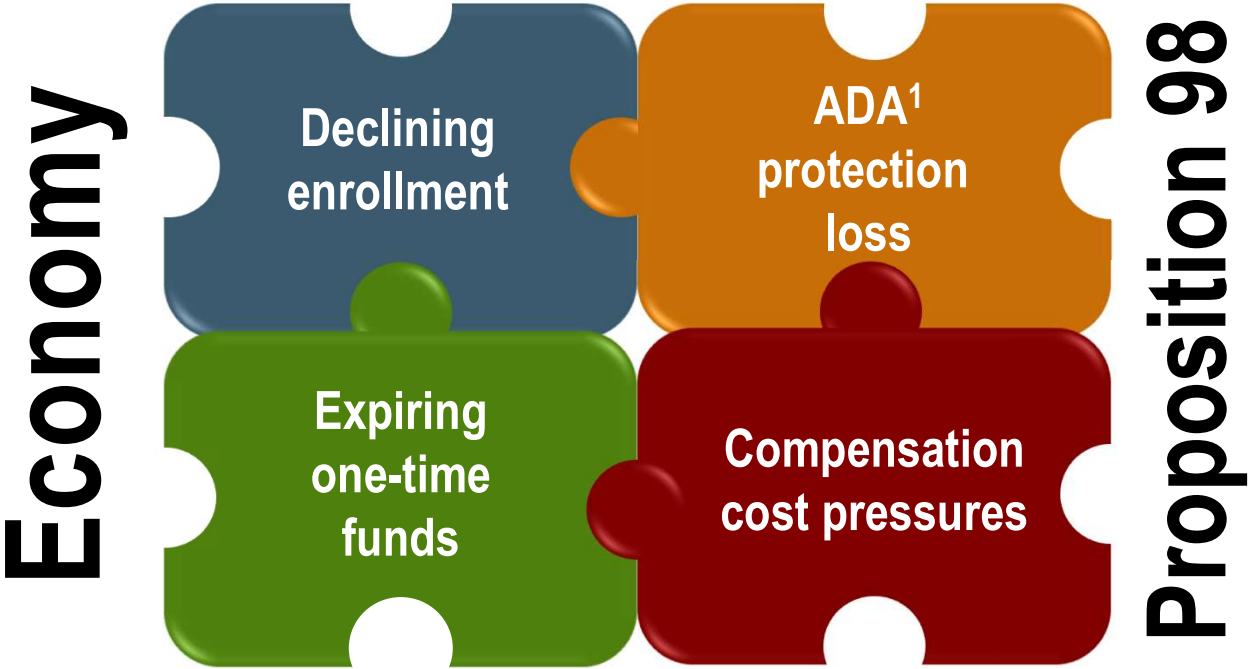 Economy
Declining
enrollment
ADA¹
protection
loss
Expiring
one-time
funds
Compensation
cost pressures
Proposition 98